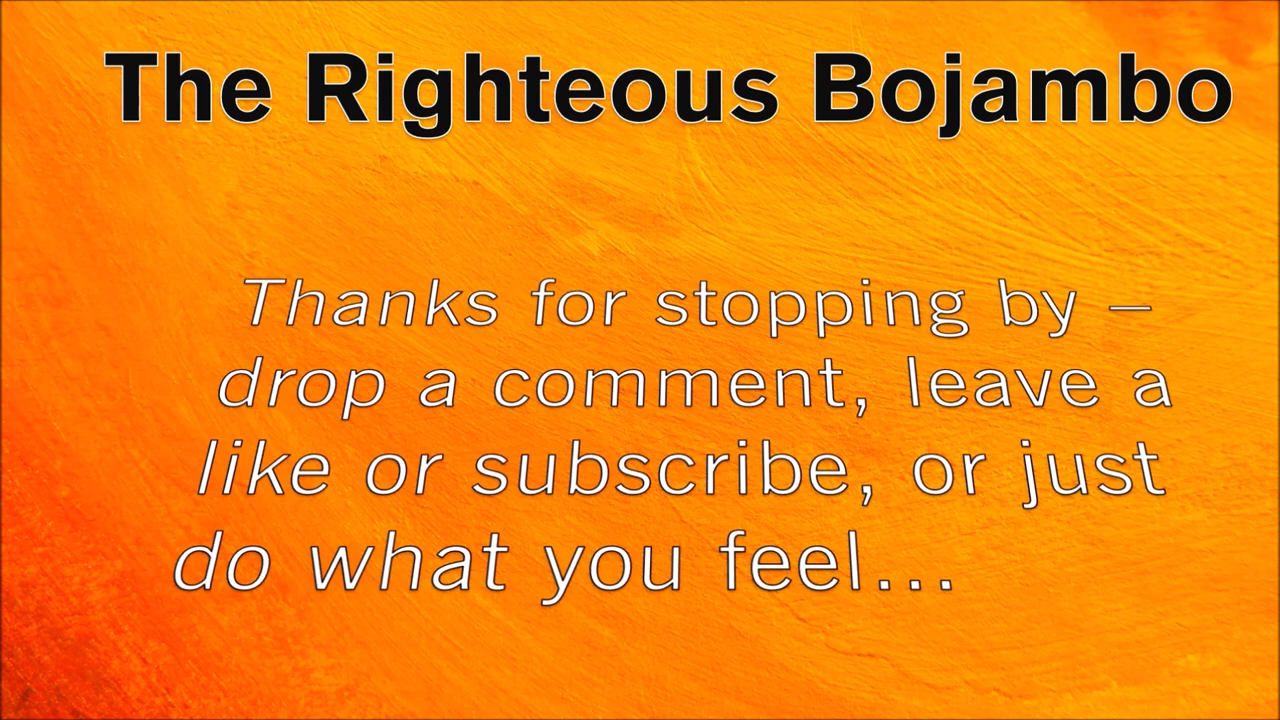 The Righteous Bojambo
Thanks for stopping by –
drop a comment, leave a
like or subscribe, or just
do what you feel...